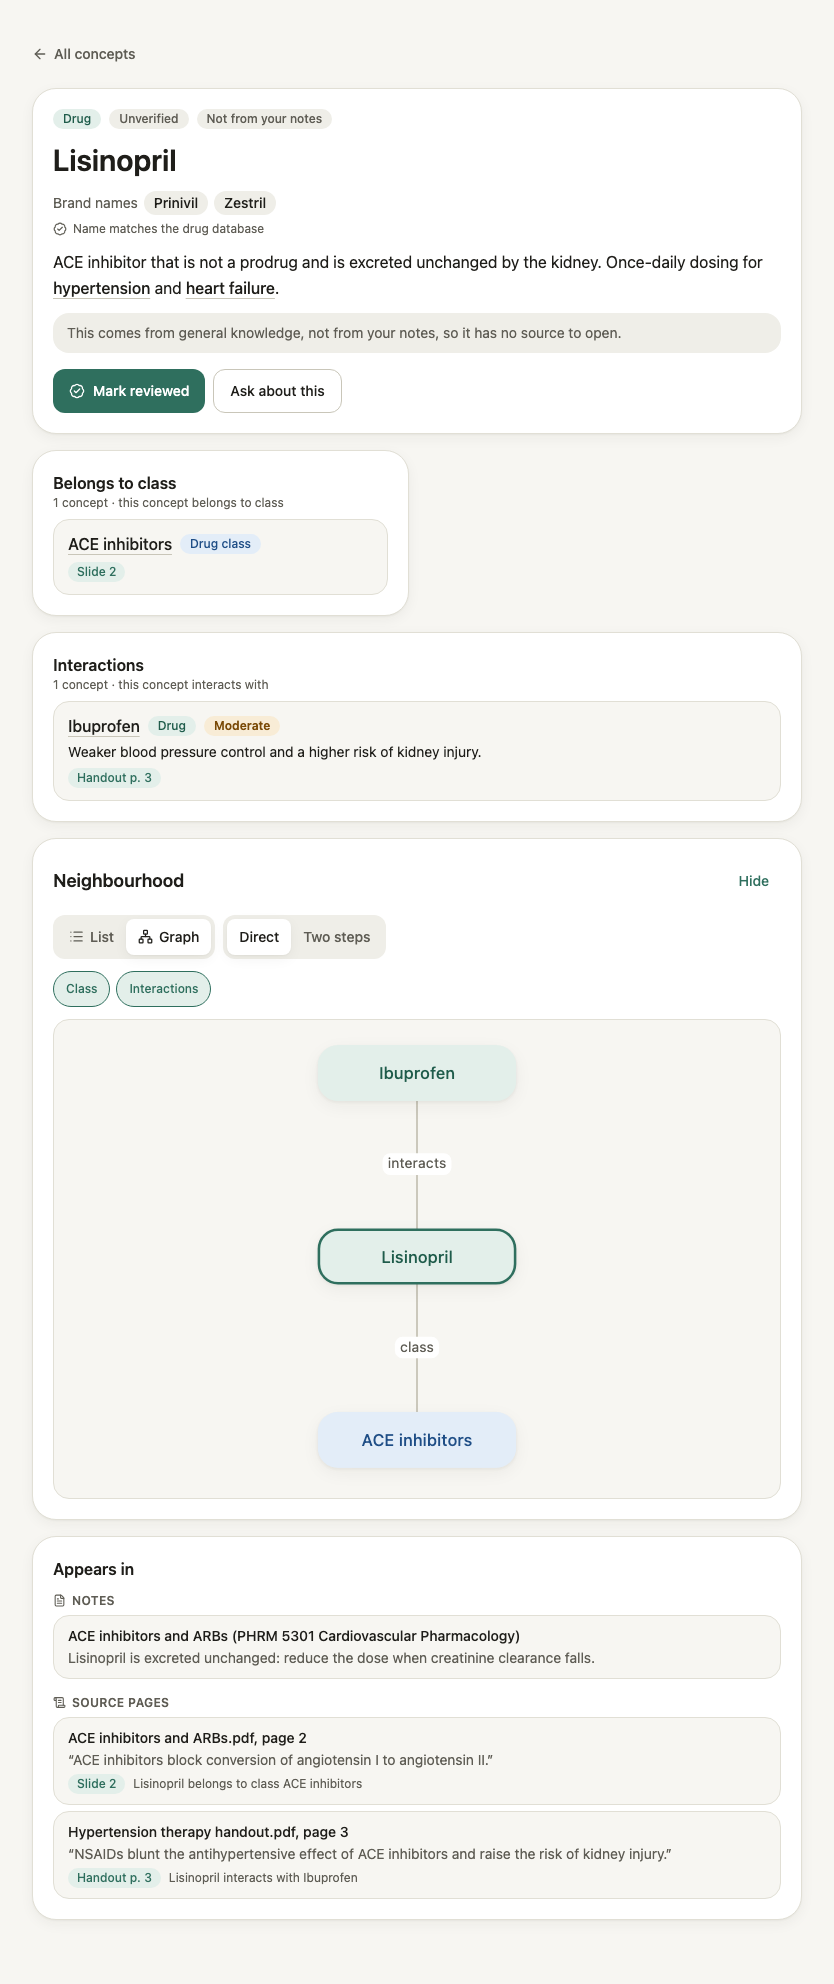 All concepts
Drug Unverified Not from your notes
Lisinopril
Brand names Prinivil Zestril
Name matches the drug database
ACE inhibitor that is not a prodrug and is excreted unchanged by the kidney. Once-daily dosing for
hypertension and heart failure.
This comes from general knowledge, not from your notes, so it has no source to open.
Mark reviewed Ask about this
Belongs to class
1 concept · this concept belongs to class
ACE inhibitors Drug class
Slide 2
Interactions
1 concept · this concept interacts with
Ibuprofen Drug Moderate
Weaker blood pressure control and a higher risk of kidney injury.
Handout p. 3
Neighbourhood Hide
List Graph Direct Two steps
Class Interactions
Ibuprofen
interacts
Lisinopril
class
ACE inhibitors
Appears in
NOTES
ACE inhibitors and ARBs (PHRM 5301 Cardiovascular Pharmacology)
Lisinopril is excreted unchanged: reduce the dose when creatinine clearance falls.
SOURCE PAGES
ACE inhibitors and ARBs.pdf, page 2
“ACE inhibitors block conversion of angiotensin I to angiotensin II.”
Slide 2 Lisinopril belongs to class ACE inhibitors
Hypertension therapy handout.pdf, page 3
“NSAIDs blunt the antihypertensive effect of ACE inhibitors and raise the risk of kidney injury.”
Handout p. 3 Lisinopril interacts with Ibuprofen